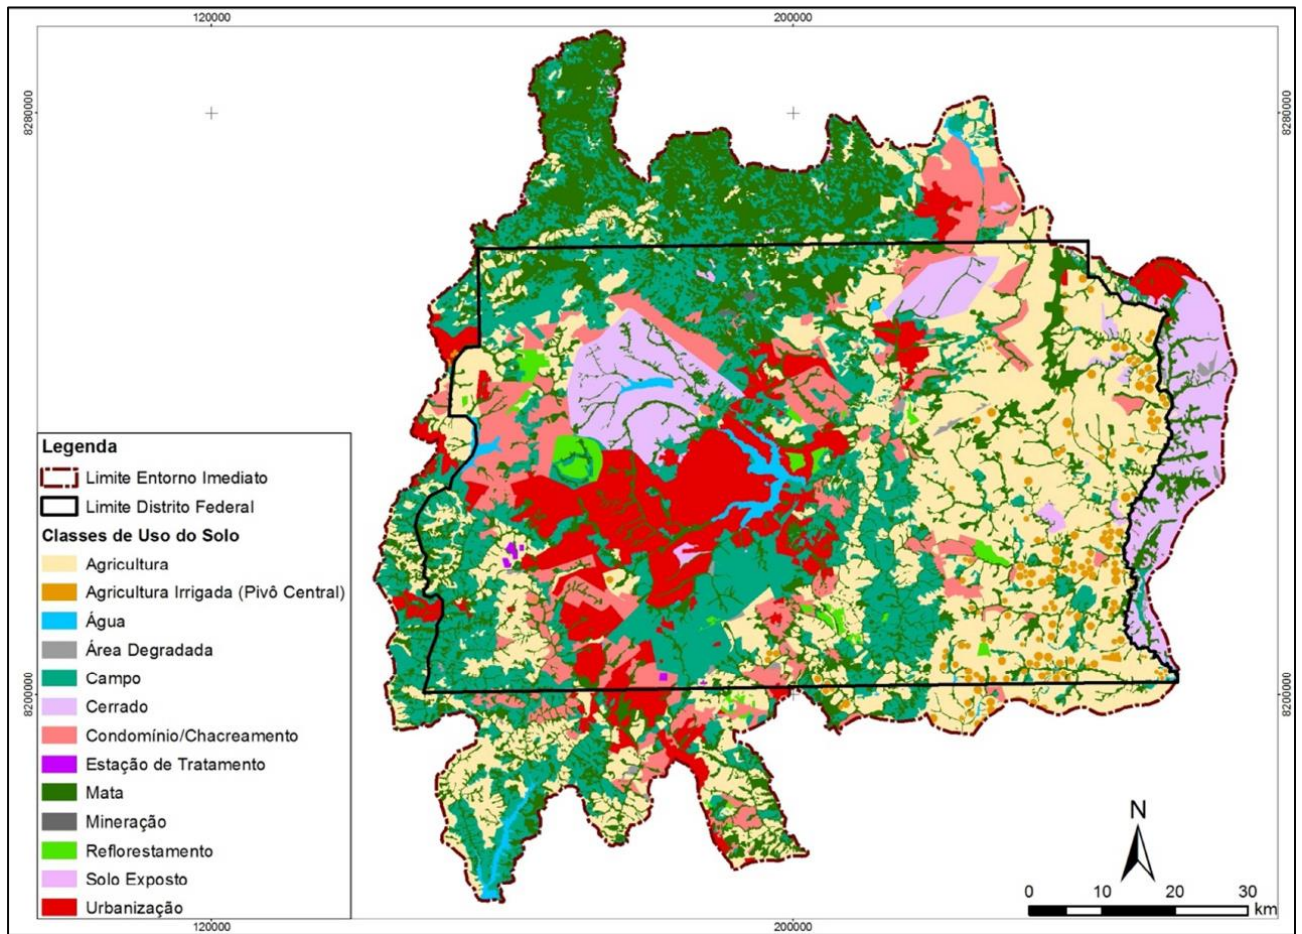 120000
200000
8280000
8280000
Legenda
Limite Entorno Imediato
Limite Distrito Federal
Classes de Uso do Solo
Agricultura
Agricultura Irrigada (Pivô Central)
Água
Área Degradada
Campo
Cerrado
Condomínio/Chacreamento
Estação de Tratamento
Mata
Mineração
Reflorestamento
Solo Exposto
Urbanização
8200000
8200000
N
0 10 20 30
km
120000
200000